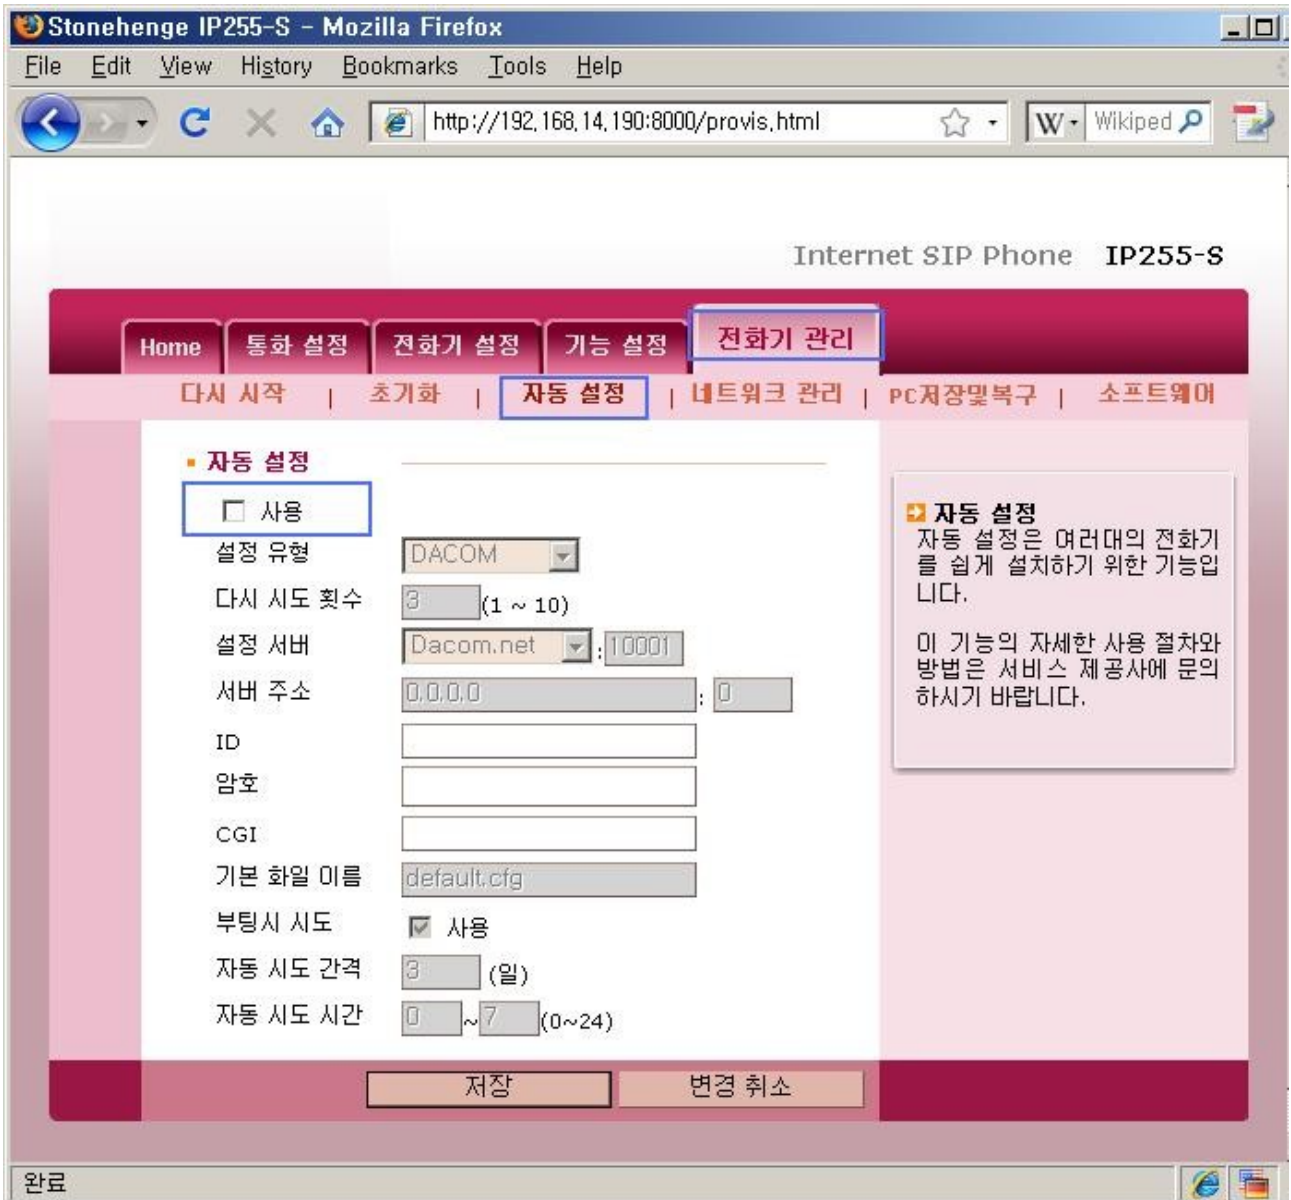 Stonehenge IP255-S - Mozilla Firefox
File Edit View History Bookmarks Tools Help
http://192.168.14.190:8000/provis.html W Wikiped
Internet SIP Phone IP255-S
Home 통화 설정 전화기 설정 기능 설정 전화기 관리
다시 시작 | 초기화 | 자동 설정 | 네트워크 관리 | PC저장및복구 | 소프트웨어
자동 설정
사용
설정 유형 DACOM
다시 시도 횟수 3 (1 ~ 10)
설정 서버 Dacom.net : 10001
서버 주소 0.0.0.0 : 0
ID
암호
CGI
기본 화일 이름 default.cfg
부팅시 시도 사용
자동 시도 간격 3 (일)
자동 시도 시간 0 ~ 7 (0~24)
자동 설정
자동 설정은 여러대의 전화기
를 쉽게 설치하기 위한 기능입
니다.
이 기능의 자세한 사용 절차와
방법은 서비스 제공사에 문의
하시기 바랍니다.
저장 변경 취소
완료